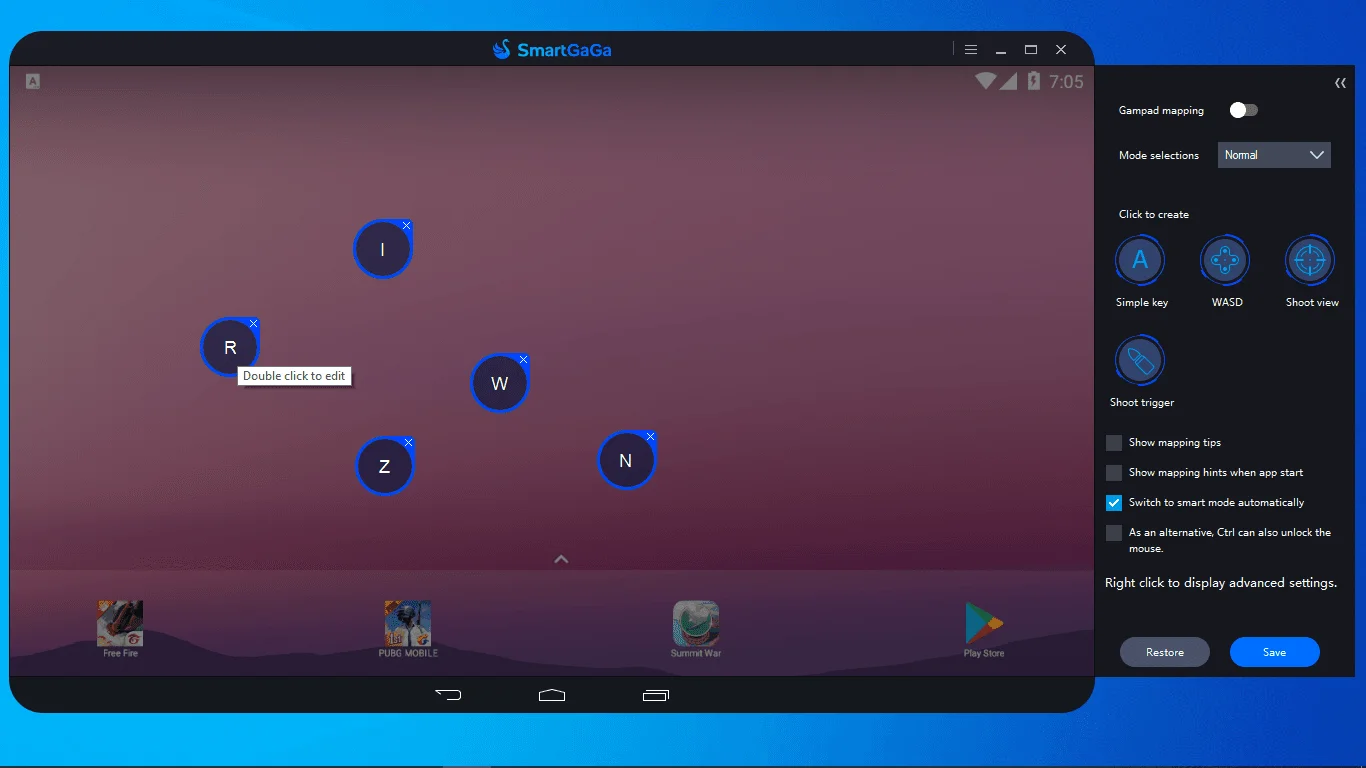 SmartGaGa
A
7:05
Gampad mapping
Mode selections
Normal
Click to create
A
Simple key
WASD
Shoot view
Shoot trigger
I
R
Double click to edit
W
Z
N
Show mapping tips
Show mapping hints when app start
Switch to smart mode automatically
As an alternative, Ctrl can also unlock the
mouse.
Right click to display advanced settings.
Restore
Save
Free Fire
PUBG MOBILE
Summit War
Play Store